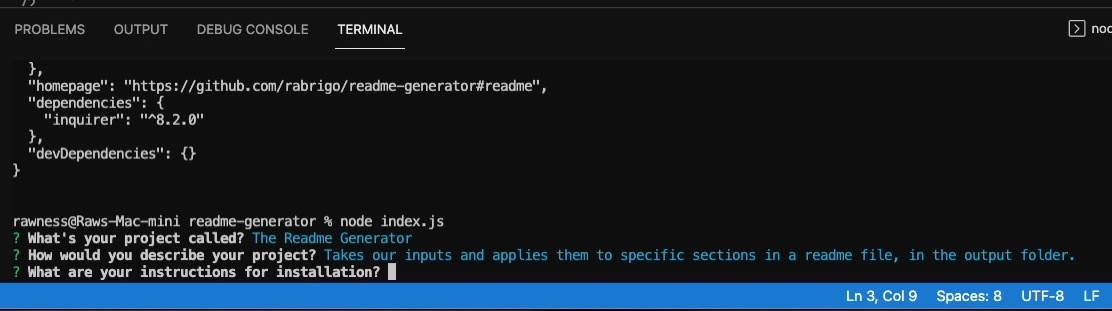 PROBLEMS OUTPUT DEBUG CONSOLE TERMINAL
},
"homepage": "https://github.com/rabrigo/readme-generator#readme",
"dependencies": {
"inquirer": "^8.2.0"
},
"devDependencies": {}
}
rawness@Raws-Mac-mini readme-generator % node index.js
? What's your project called? The Readme Generator
? How would you describe your project? Takes our inputs and applies them to specific sections in a readme file, in the output folder.
? What are your instructions for installation?
Ln 3, Col 9 Spaces: 8 UTF-8 LF